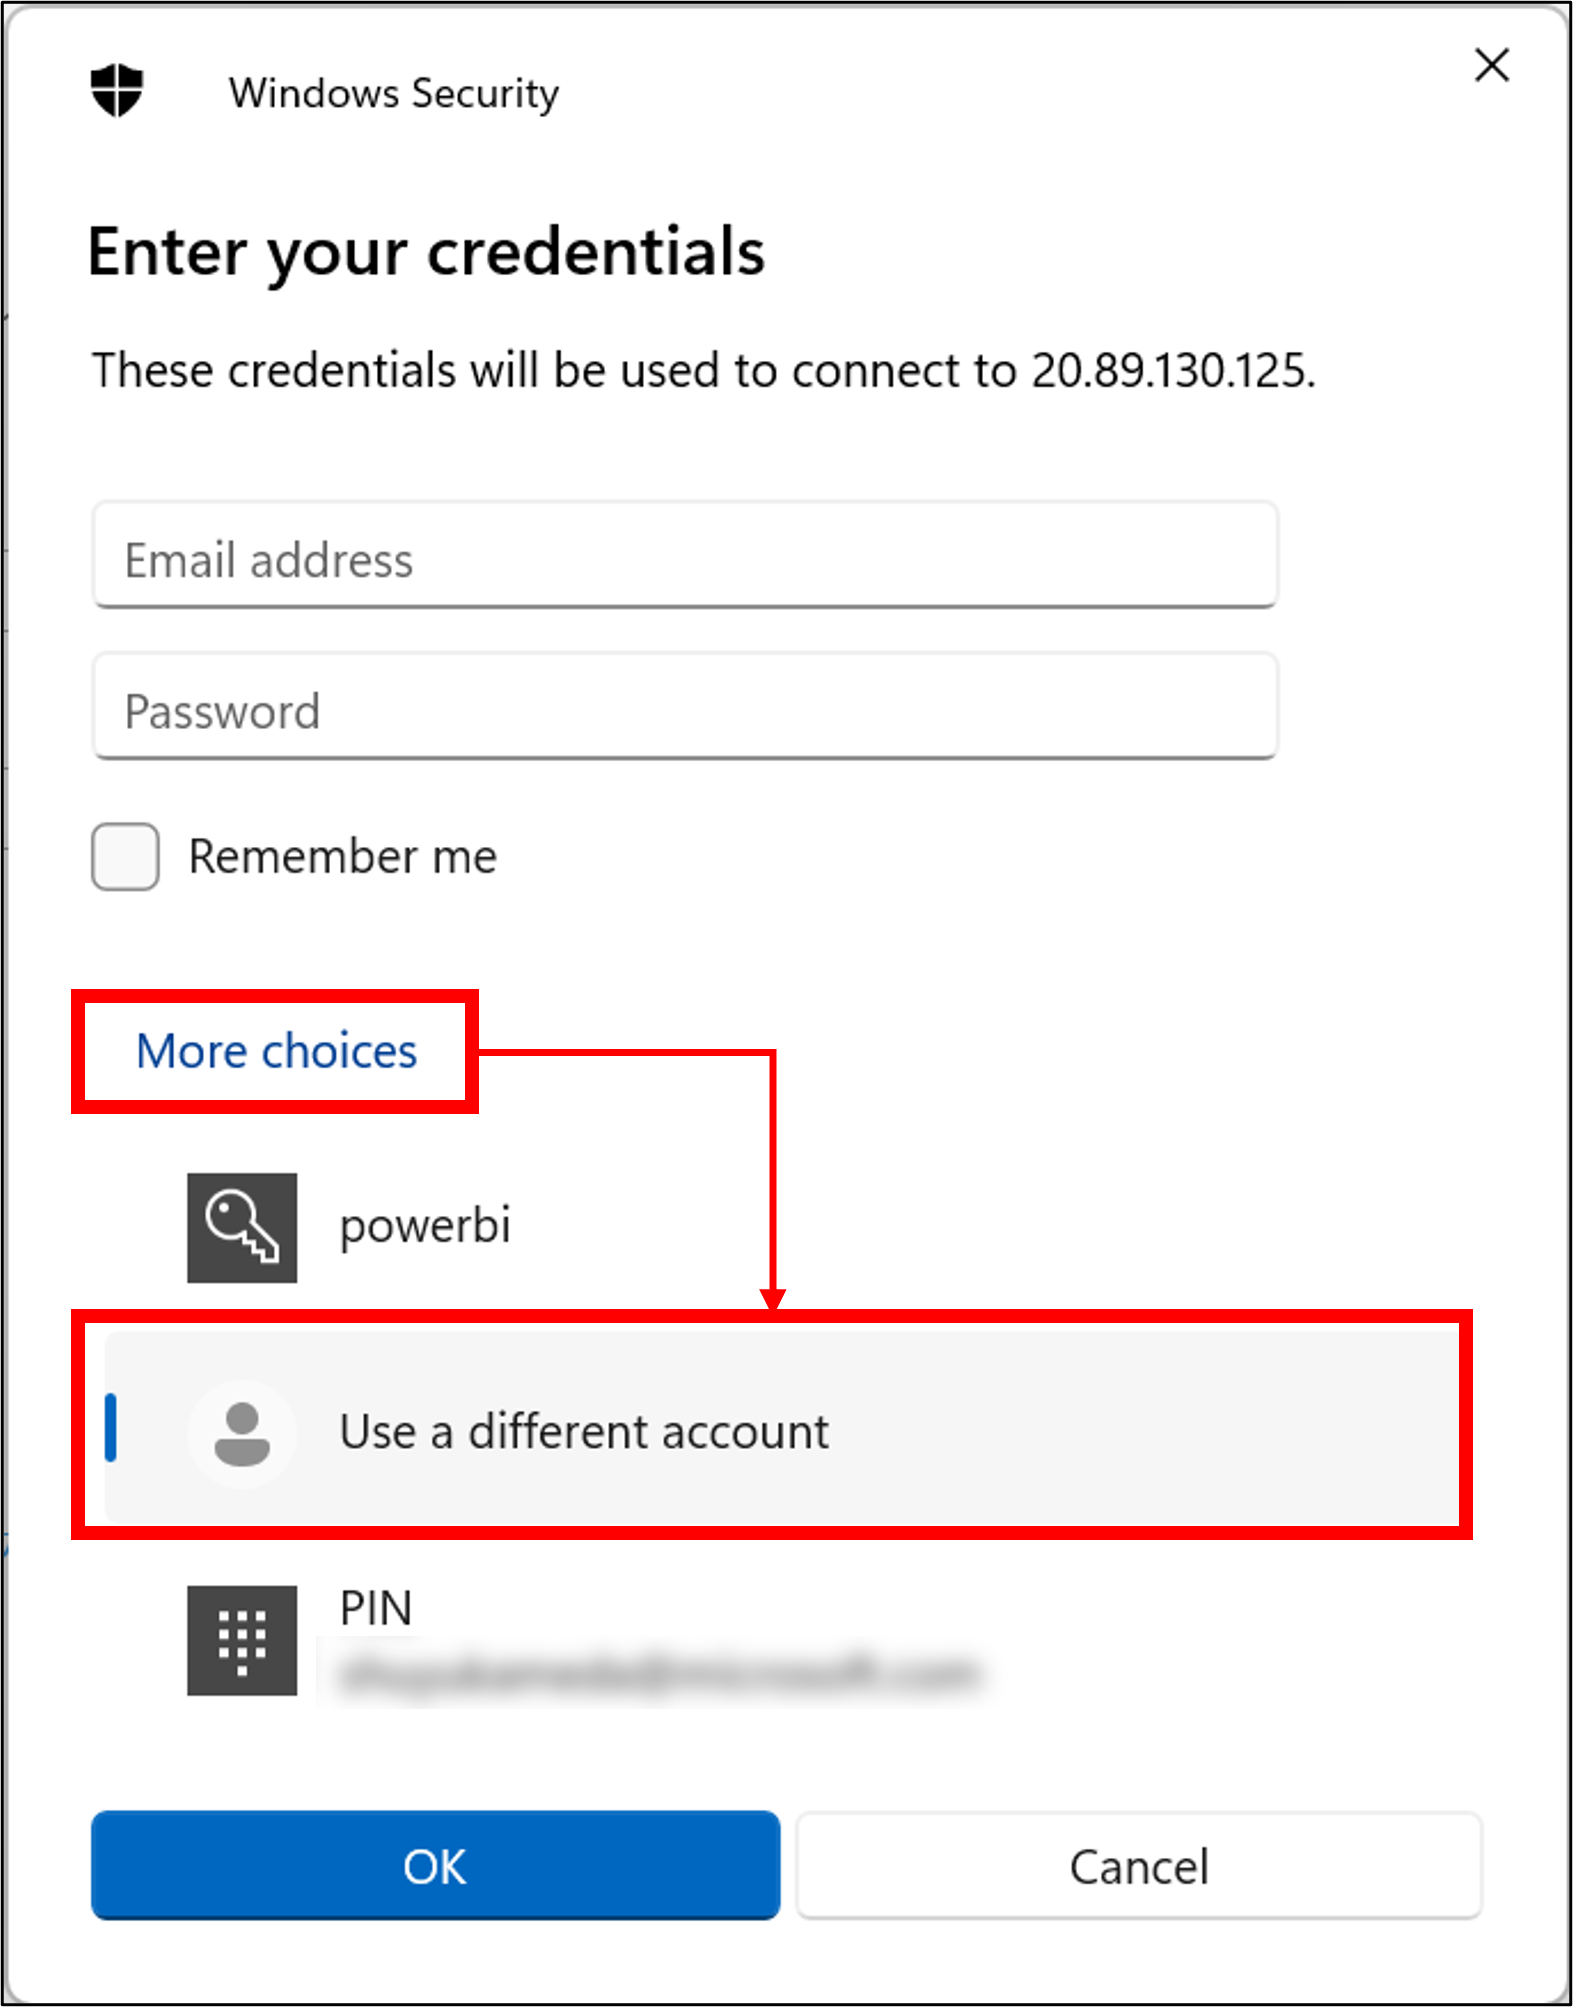 Windows Security
Enter your credentials
These credentials will be used to connect to 20.89.130.125.
Email address
Password
Remember me
More choices
powerbi
Use a different account
PIN
OK
Cancel